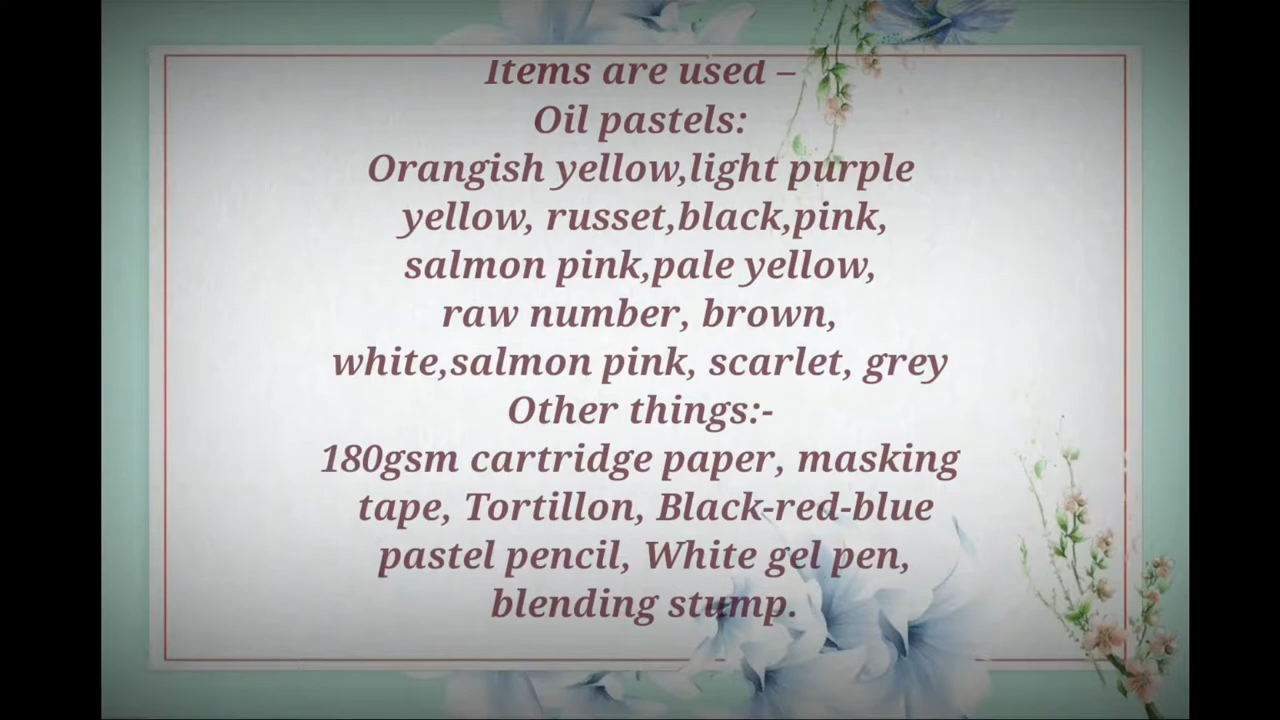 Items are used –
Oil pastels:
Orangish yellow,light purple
yellow, russet,black,pink,
salmon pink,pale yellow,
raw number, brown,
white,salmon pink, scarlet, grey
Other things:-
180gsm cartridge paper, masking
tape, Tortillon, Black-red-blue
pastel pencil, White gel pen,
blending stump.